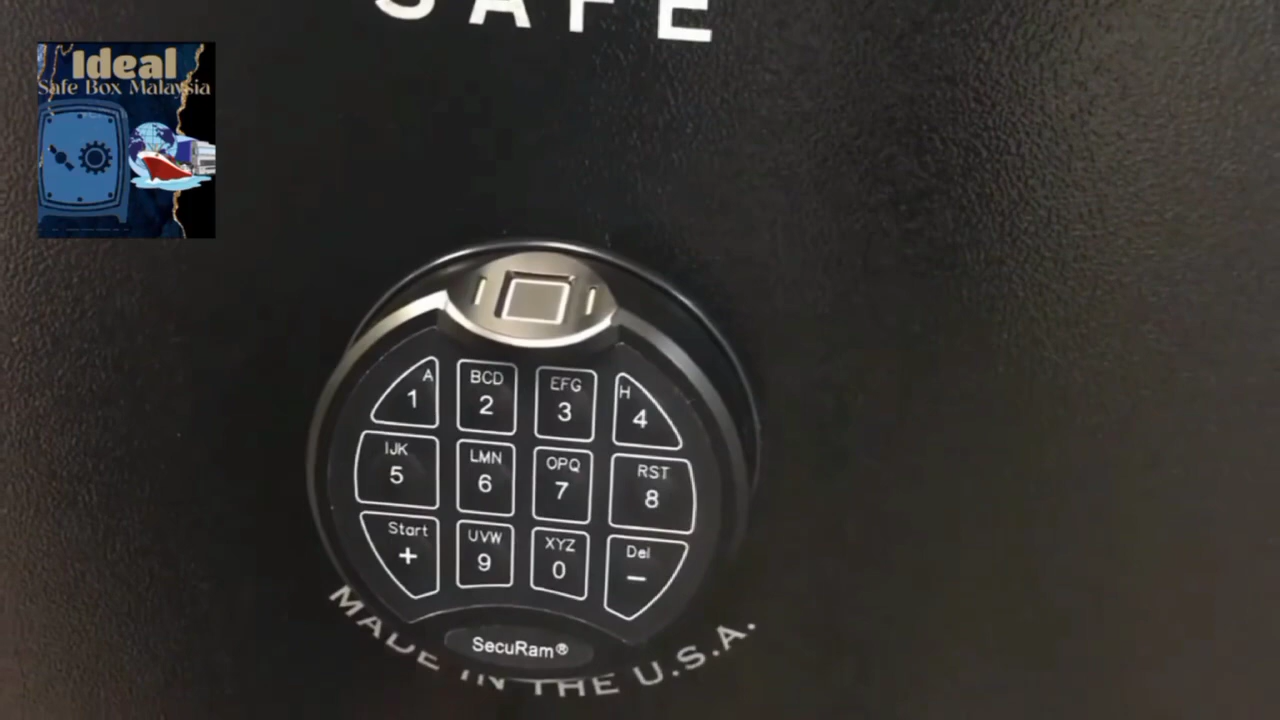 SAFE
Ideal
Safe Box Malaysia
A BCD EFG H
1 2 3 4
IJK LMN OPQ RST
5 6 7 8
Start UVW XYZ Del
+ 9 0 −
SecuRam®
MADE IN THE U.S.A.